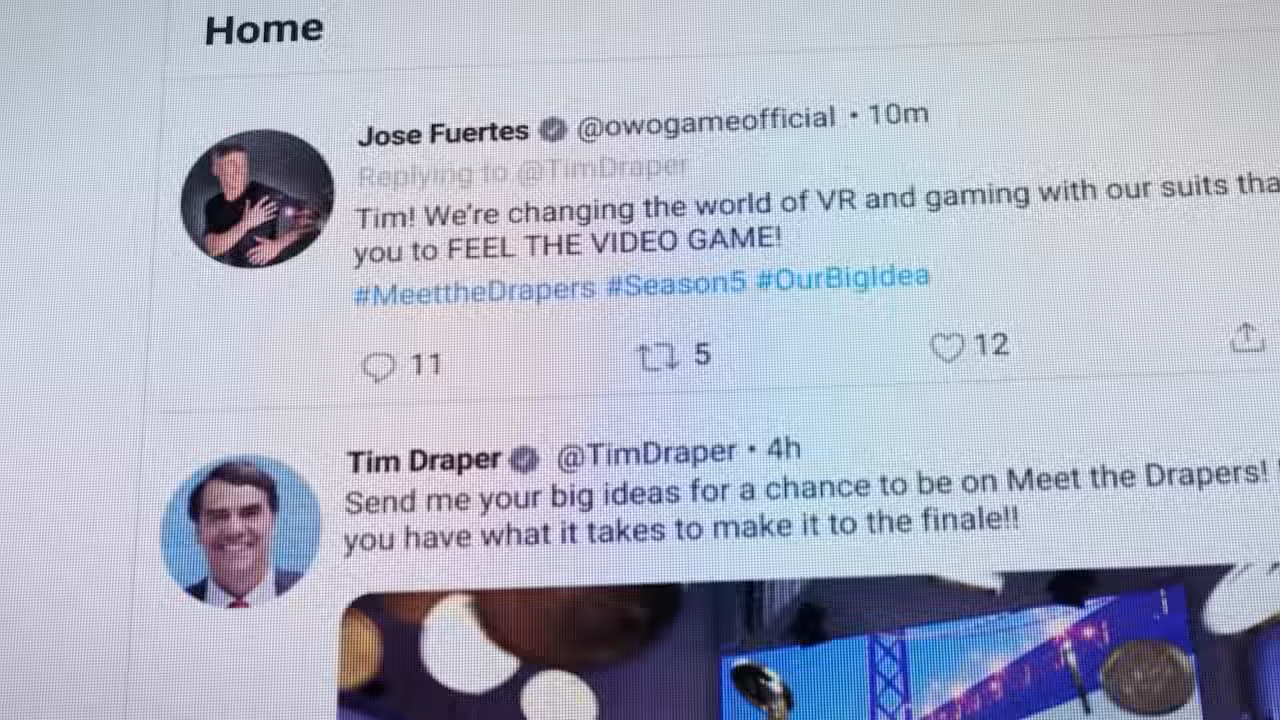 Home
Jose Fuertes @owogameofficial • 10m
Replying to @TimDraper
Tim! We're changing the world of VR and gaming with our suits
you to FEEL THE VIDEO GAME!
#MeettheDrapers #Season5 #OurBigIdea
11 5 12
Tim Draper @TimDraper • 4h
Send me your big ideas for a chance to be on Meet the Drapers!
you have what it takes to make it to the finale!!